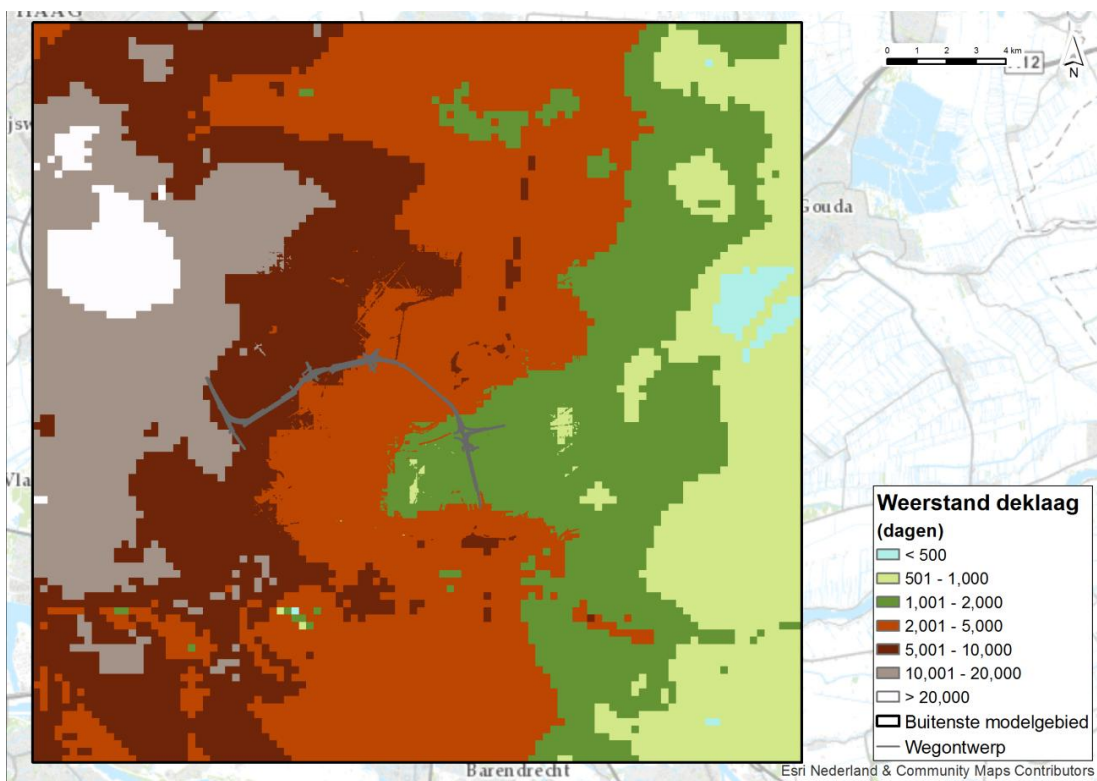 HAAG
0 1 2 3 4 km
12
N
Gouda
Weerstand deklaag
(dagen)
< 500
501 - 1,000
1,001 - 2,000
2,001 - 5,000
5,001 - 10,000
10,001 - 20,000
> 20,000
Buitenste modelgebied
Wegontwerp
Barendrecht
Esri Nederland & Community Maps Contributors